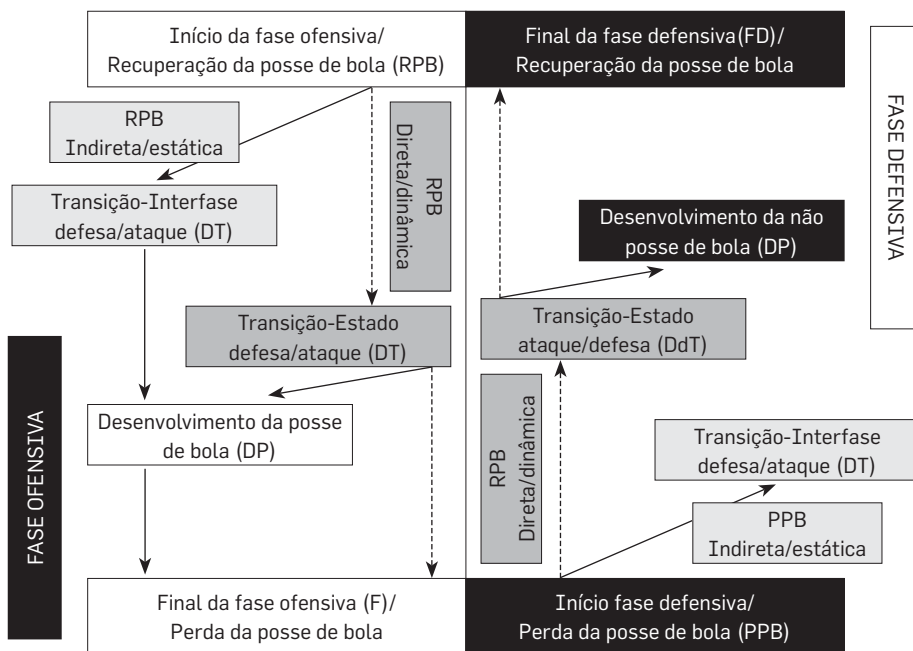 Início da fase ofensiva/
Recuperação da posse de bola (RPB)
Final da fase defensiva(FD)/
Recuperação da posse de bola
FASE DEFENSIVA
RPB
Indireta/estática
RPB
Direta/dinâmica
Transição-Interfase
defesa/ataque (DT)
Desenvolvimento da não
posse de bola (DP)
Transição-Estado
defesa/ataque (DT)
Transição-Estado
ataque/defesa (DdT)
FASE OFENSIVA
Desenvolvimento da posse
de bola (DP)
RPB
Direta/dinâmica
Transição-Interfase
defesa/ataque (DT)
PPB
Indireta/estática
Final da fase ofensiva (F)/
Perda da posse de bola
Início fase defensiva/
Perda da posse de bola (PPB)